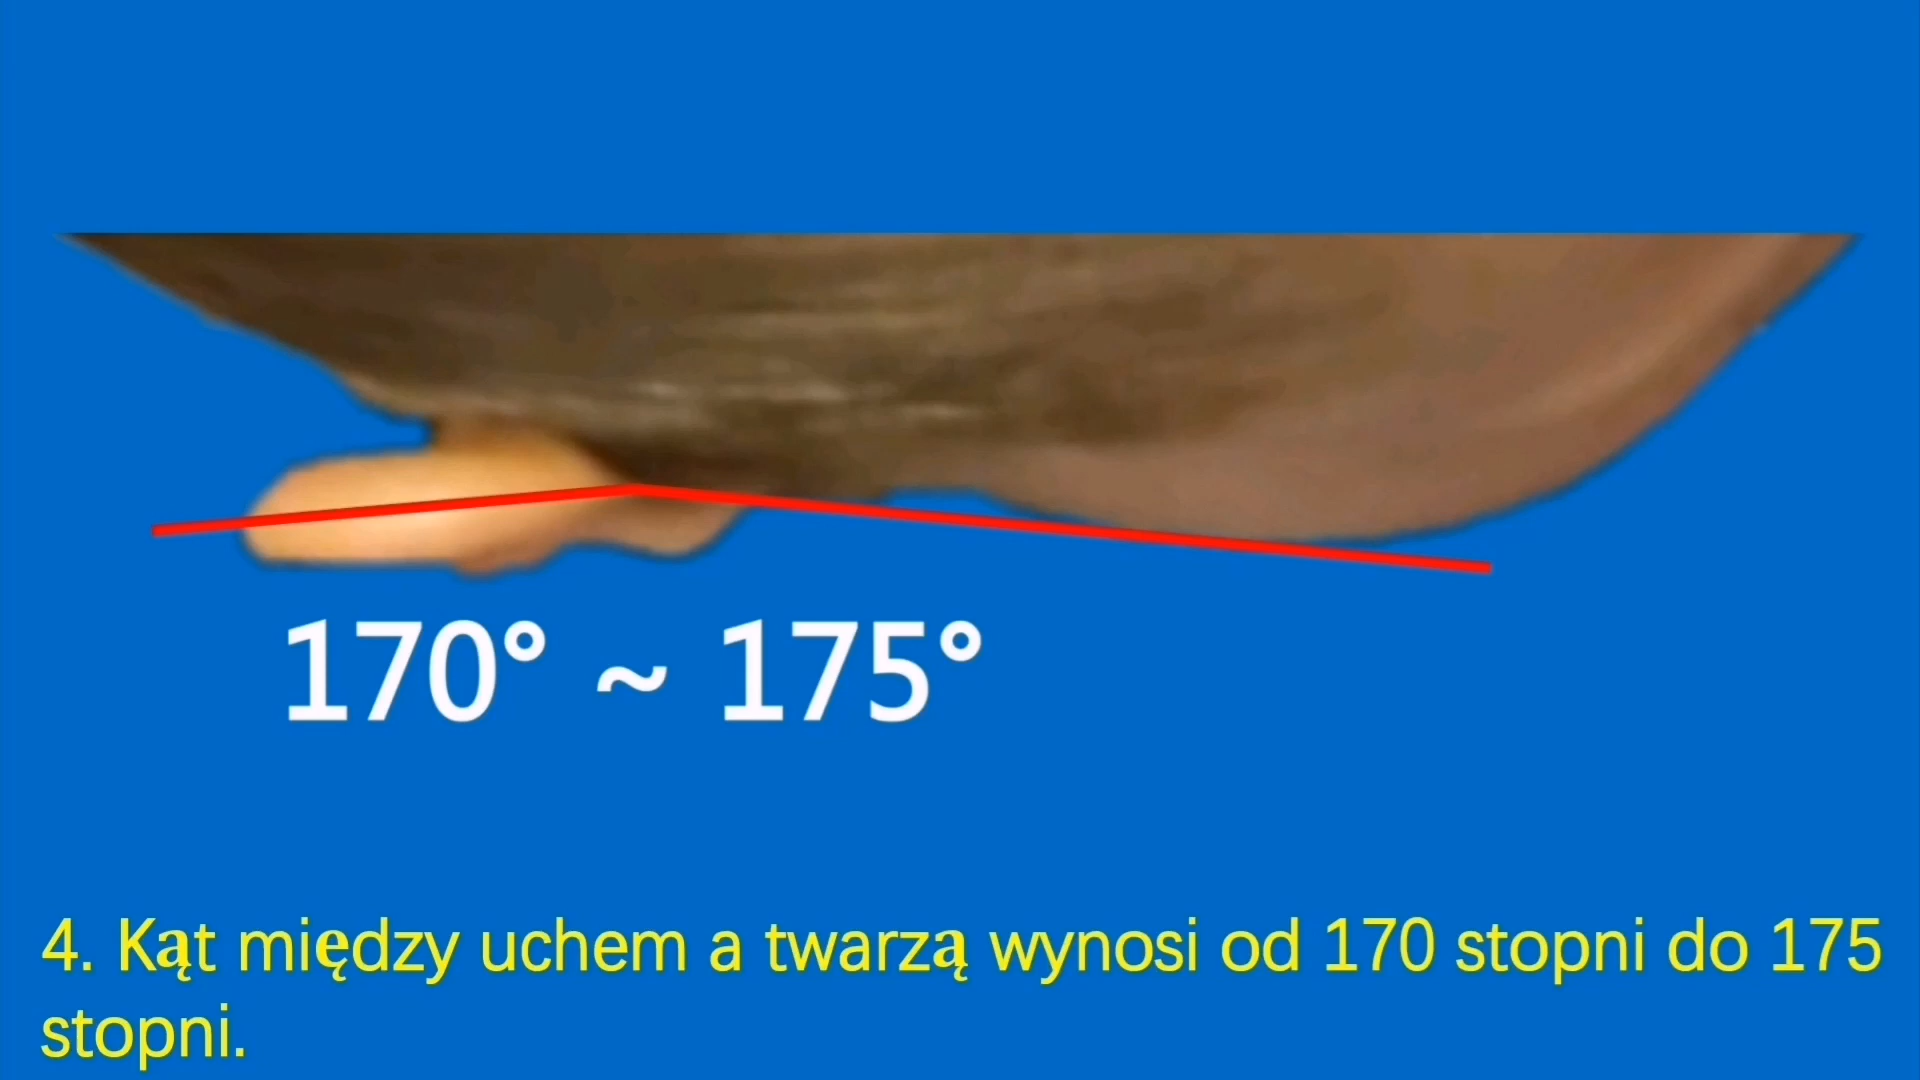 170° ~ 175°
4. Kąt między uchem a twarzą wynosi od 170 stopni do 175
stopni.